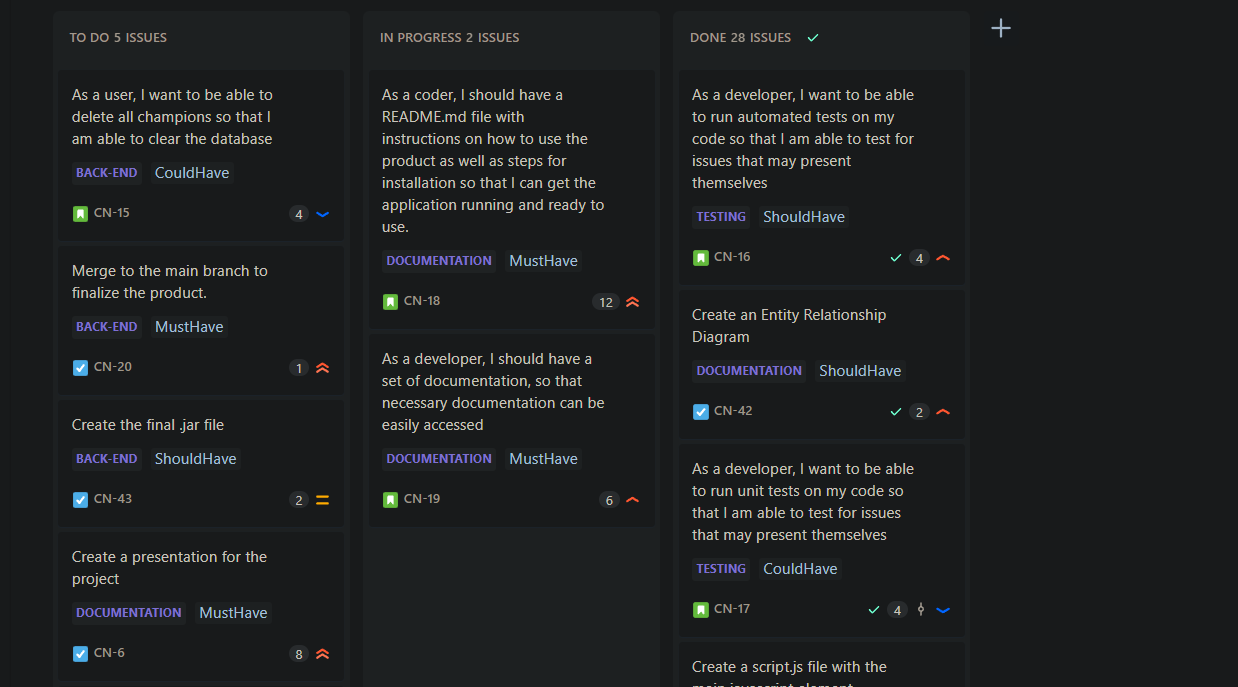 TO DO 5 ISSUES
As a user, I want to be able to
delete all champions so that I
am able to clear the database
BACK-END CouldHave
CN-15 4
Merge to the main branch to
finalize the product.
BACK-END MustHave
CN-20 1
Create the final .jar file
BACK-END ShouldHave
CN-43 2
Create a presentation for the
project
DOCUMENTATION MustHave
CN-6 8
IN PROGRESS 2 ISSUES
As a coder, I should have a
README.md file with
instructions on how to use the
product as well as steps for
installation so that I can get the
application running and ready to
use.
DOCUMENTATION MustHave
CN-18 12
As a developer, I should have a
set of documentation, so that
necessary documentation can be
easily accessed
DOCUMENTATION MustHave
CN-19 6
DONE 28 ISSUES
As a developer, I want to be able
to run automated tests on my
code so that I am able to test for
issues that may present
themselves
TESTING ShouldHave
CN-16 4
Create an Entity Relationship
Diagram
DOCUMENTATION ShouldHave
CN-42 2
As a developer, I want to be able
to run unit tests on my code so
that I am able to test for issues
that may present themselves
TESTING CouldHave
CN-17 4
Create a script.js file with the
main javascript element